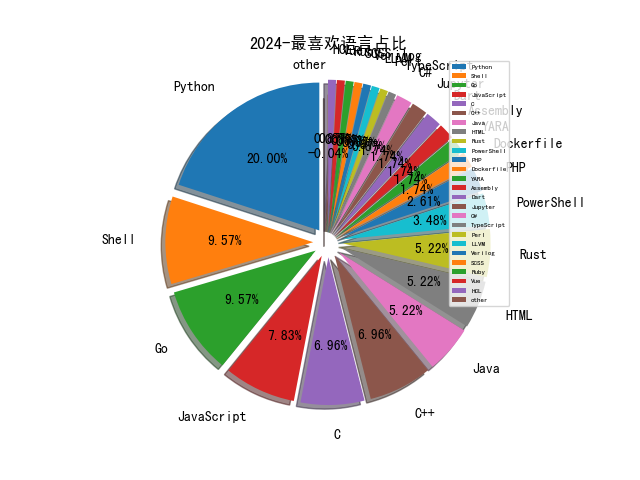 2024-最喜欢语言占比
other
Python
Shell
Go
JavaScript
C
C++
Java
HTML
Rust
PowerShell
PHP
Dockerfile
YARA
Assembly
C#
TypeScript
20.00%
9.57%
9.57%
7.83%
6.96%
6.96%
5.22%
5.22%
5.22%
3.48%
2.61%
1.74%
1.74%
1.74%
1.74%
-0.04%
Python
Shell
Go
JavaScript
C
C++
Java
HTML
Rust
PowerShell
PHP
Dockerfile
YARA
Assembly
Dart
Jupyter
C#
TypeScript
Perl
LLVM
Verilog
Ruby
Vue
HCL
other